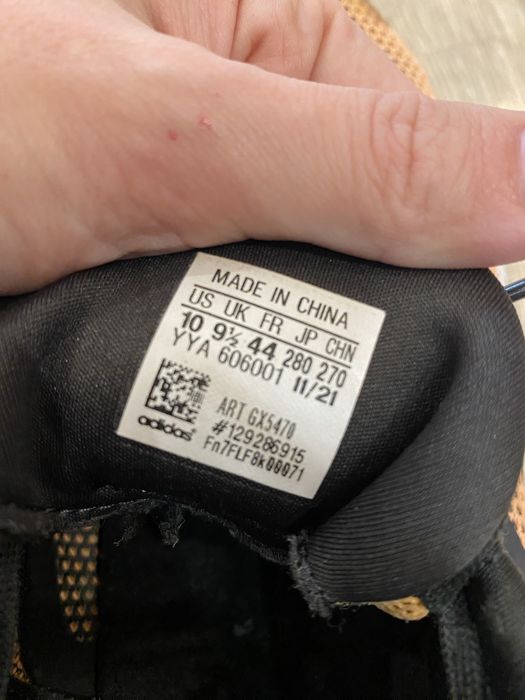 MADE IN CHINA
US UK FR JP CHN
10 9½ 44 280 270
YYA 606001 11/21
ART GX5470
#129286915
Fn7FLF8k00071
adidas